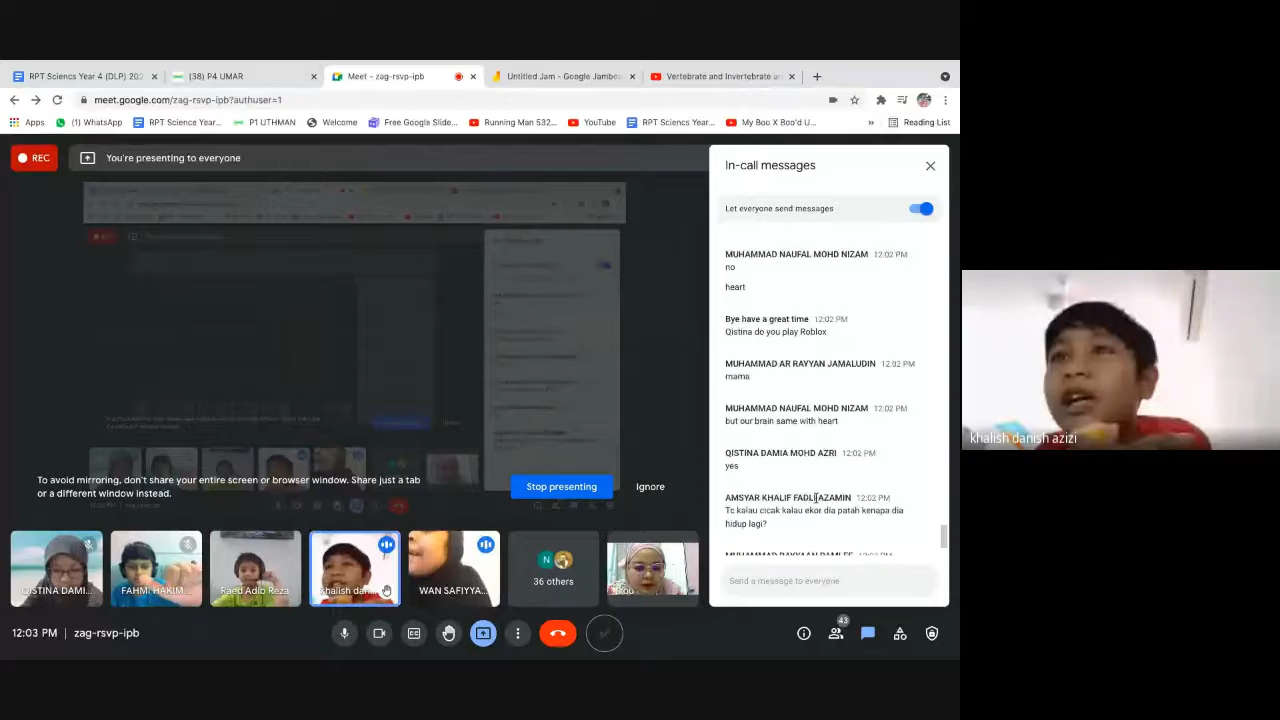 RPT Sciencs Year 4 (DLP) 202
(38) P4 UMAR
Meet – zag-rsvp-ipb
Untitled Jam - Google Jamboa
Vertebrate and Invertebrate an
meet.google.com/zag-rsvp-ipb?authuser=1
Apps
(1) WhatsApp
RPT Science Year...
P1 UTHMAN
Welcome
Free Google Slide...
Running Man 532...
YouTube
RPT Sciencs Year...
My Boo X Boo'd U...
»
Reading List
REC
You're presenting to everyone
In-call messages
Let everyone send messages
MUHAMMAD NAUFAL MOHD NIZAM 12:02 PM
no
heart
Bye have a great time 12:02 PM
Qistina do you play Roblox
MUHAMMAD AR RAYYAN JAMALUDIN 12:02 PM
mama
MUHAMMAD NAUFAL MOHD NIZAM 12:02 PM
but our brain same with heart
QISTINA DAMIA MOHD AZRI 12:02 PM
yes
AMSYAR KHALIF FADLI AZAMIN 12:02 PM
Tc kalau cicak kalau ekor dia patah kenapa dia
hidup lagi?
Send a message to everyone
khalish danish azizi
To avoid mirroring, don't share your entire screen or browser window. Share just a tab
or a different window instead.
Stop presenting
Ignore
QISTINA DAMI...
FAHMI HAKIM...
Raed Adib Reza
khalish dan...
WAN SAFIYYA...
N
36 others
You
12:03 PM | zag-rsvp-ipb
43